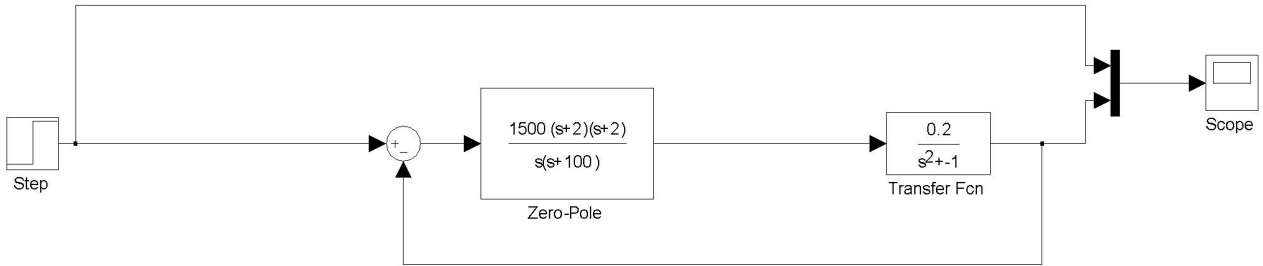 Step
+
_
1500 (s+2)(s+2)
s(s+100)
Zero-Pole
0.2
s²+-1
Transfer Fcn
Scope